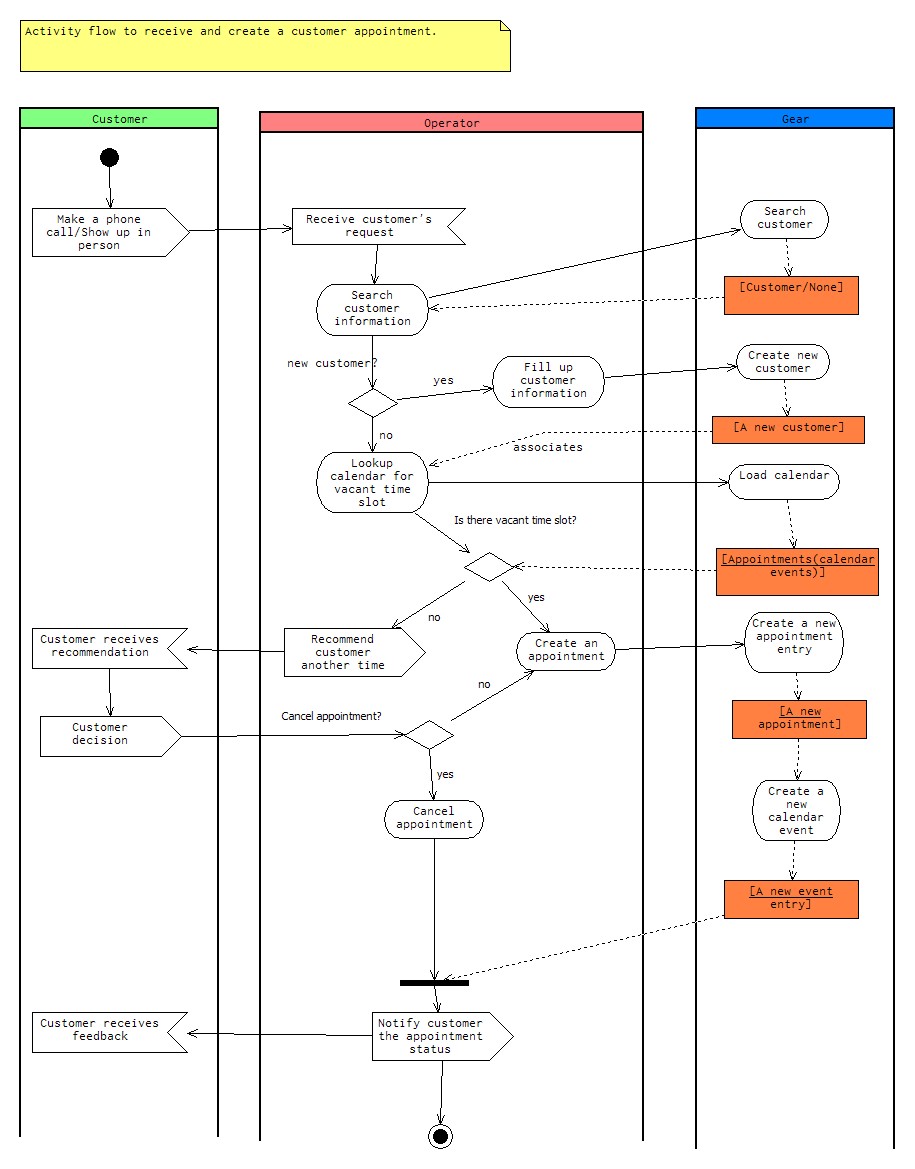 Activity flow to receive and create a customer appointment.
Customer
Operator
Gear
Make a phone
call/Show up in
person
Receive customer's
request
Search
customer
Search
customer
information
[Customer/None]
new customer?
yes
Fill up
customer
information
Create new
customer
no
[A new customer]
associates
Lookup
calendar for
vacant time
slot
Load calendar
Is there vacant time slot?
[Appointments(calendar
events)]
yes
no
Customer receives
recommendation
Recommend
customer
another time
Create an
appointment
Create a new
appointment
entry
no
Cancel appointment?
Customer
decision
[A new
appointment]
yes
Cancel
appointment
Create a
new
calendar
event
[A new event
entry]
Customer receives
feedback
Notify customer
the appointment
status